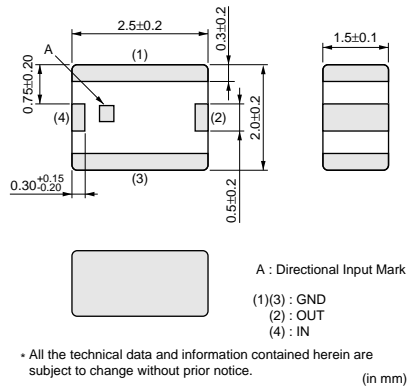 2.5±0.2
1.5±0.1
0.3±0.2
A
(1)
0.75±0.20
(4)
(2)
2.0±0.2
(3)
0.30+0.15 -0.20
0.5±0.2
A : Directional Input Mark
(1)(3) : GND
(2) : OUT
(4) : IN
* All the technical data and information contained herein are
subject to change without prior notice.
(in mm)